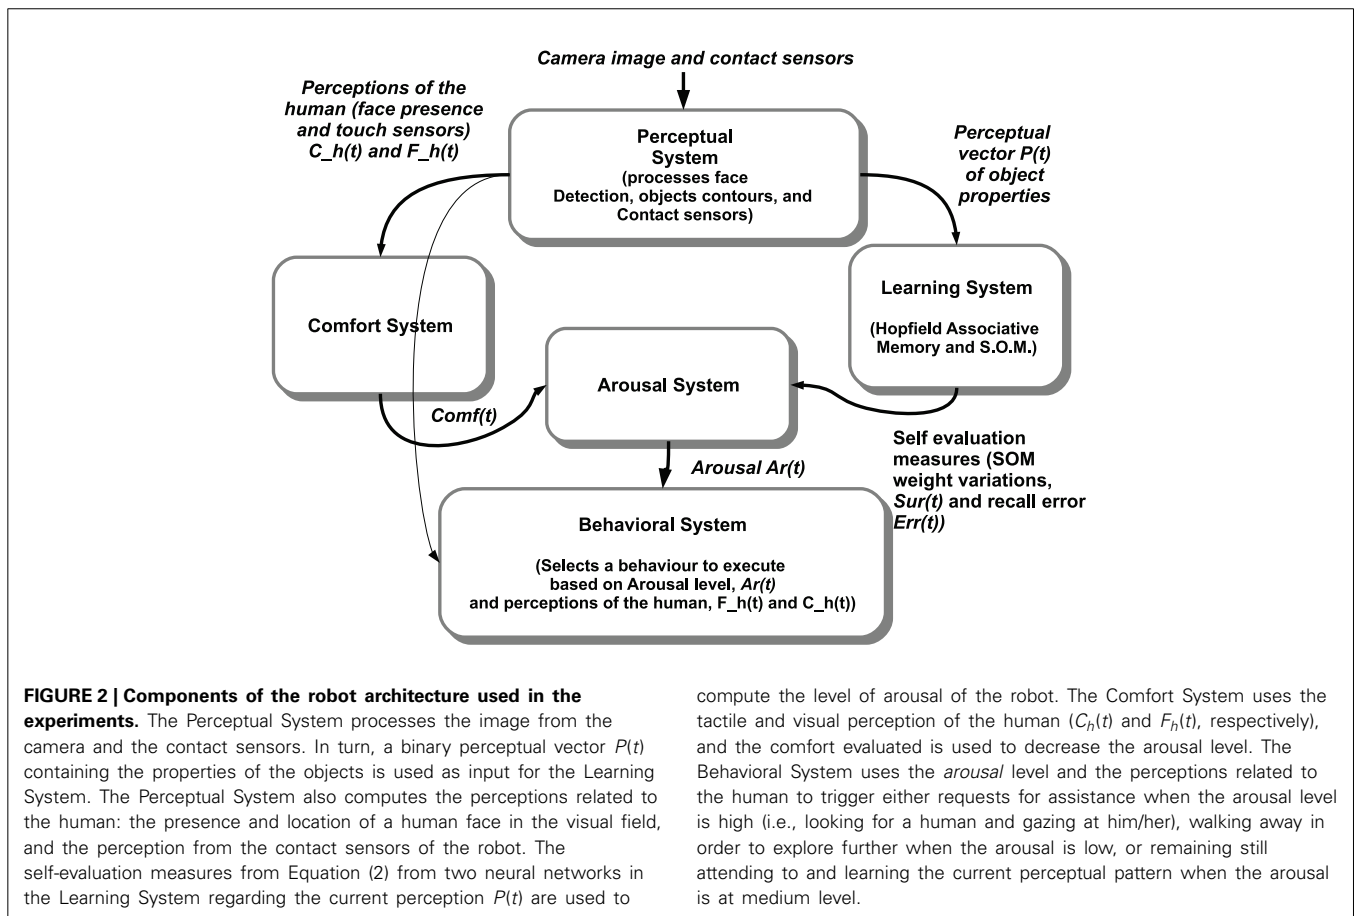 Camera image and contact sensors
Perceptions of the
human (face presence
and touch sensors)
C_h(t) and F_h(t)
Perceptual
System
(processes face
Detection, objects contours, and
Contact sensors)
Perceptual
vector P(t)
of object
properties
Comfort System
Learning System
(Hopfield Associative
Memory and S.O.M.)
Arousal System
Comf(t)
Self evaluation
measures (SOM
weight variations,
Sur(t) and recall error
Err(t))
Arousal Ar(t)
Behavioral System
(Selects a behaviour to execute
based on Arousal level, Ar(t)
and perceptions of the human, F_h(t) and C_h(t))
FIGURE 2 | Components of the robot architecture used in the
experiments. The Perceptual System processes the image from the
camera and the contact sensors. In turn, a binary perceptual vector P(t)
containing the properties of the objects is used as input for the Learning
System. The Perceptual System also computes the perceptions related to
the human: the presence and location of a human face in the visual field,
and the perception from the contact sensors of the robot. The
self-evaluation measures from Equation (2) from two neural networks in
the Learning System regarding the current perception P(t) are used to
compute the level of arousal of the robot. The Comfort System uses the
tactile and visual perception of the human (C_h(t) and F_h(t), respectively),
and the comfort evaluated is used to decrease the arousal level. The
Behavioral System uses the arousal level and the perceptions related to
the human to trigger either requests for assistance when the arousal level
is high (i.e., looking for a human and gazing at him/her), walking away in
order to explore further when the arousal is low, or remaining still
attending to and learning the current perceptual pattern when the arousal
is at medium level.